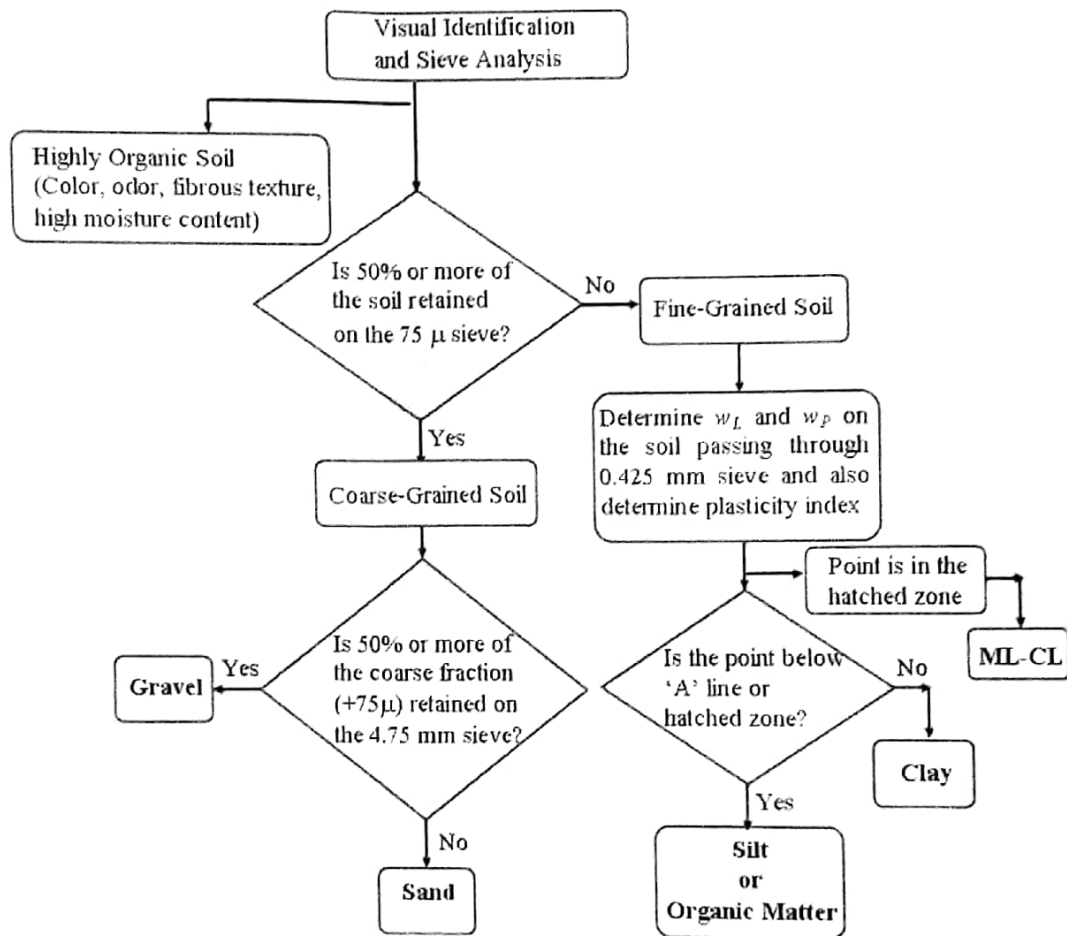 Visual Identification
and Sieve Analysis
Highly Organic Soil
(Color, odor, fibrous texture,
high moisture content)
Is 50% or more of
the soil retained
on the 75 μ sieve?
No
Fine-Grained Soil
Determine w_L and w_P on
the soil passing through
0.425 mm sieve and also
determine plasticity index
Yes
Coarse-Grained Soil
Point is in the
hatched zone
ML-CL
Is 50% or more of
the coarse fraction
(+75μ) retained on
the 4.75 mm sieve?
Yes
Gravel
Is the point below
‘A’ line or
hatched zone?
No
Clay
Yes
Silt
or
Organic Matter
No
Sand